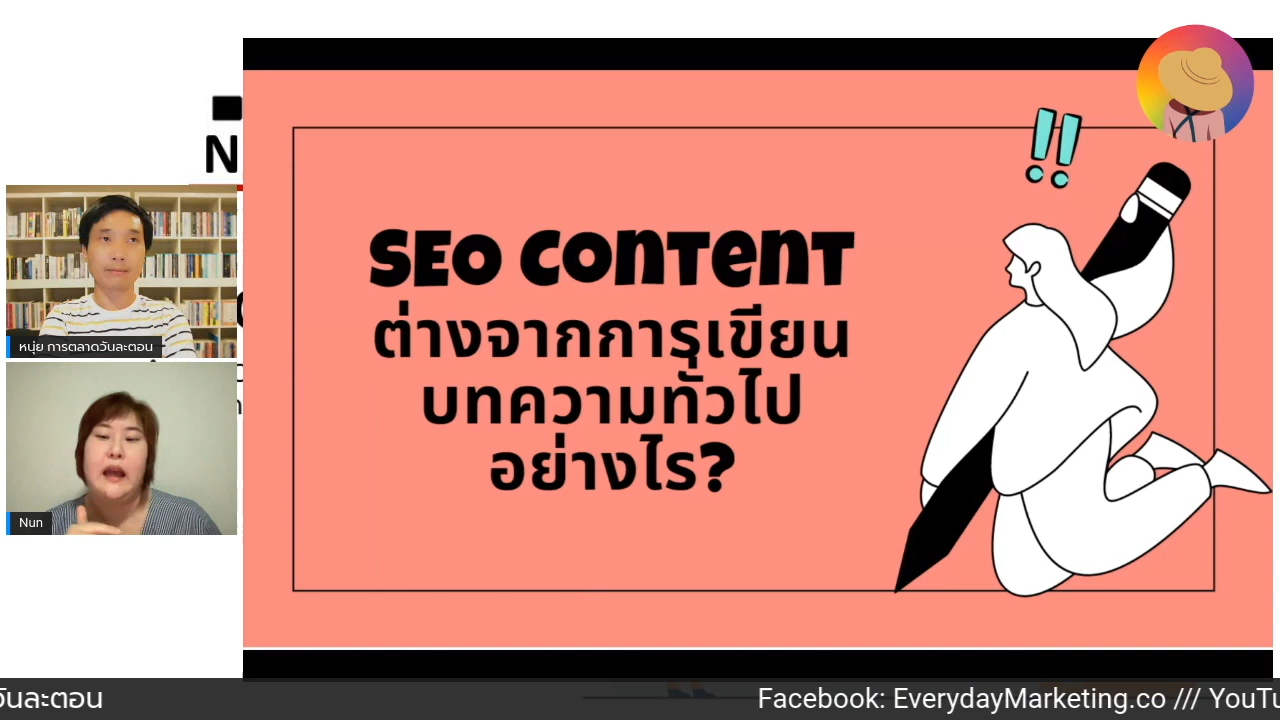 N
SEO CONTENT
ต่างจากการเขียน
บทความทั่วไป
อย่างไร?
!!
หนุ่ย การตลาดวันละตอน
Nun
วันละตอน
Facebook: EverydayMarketing.co /// YouTu